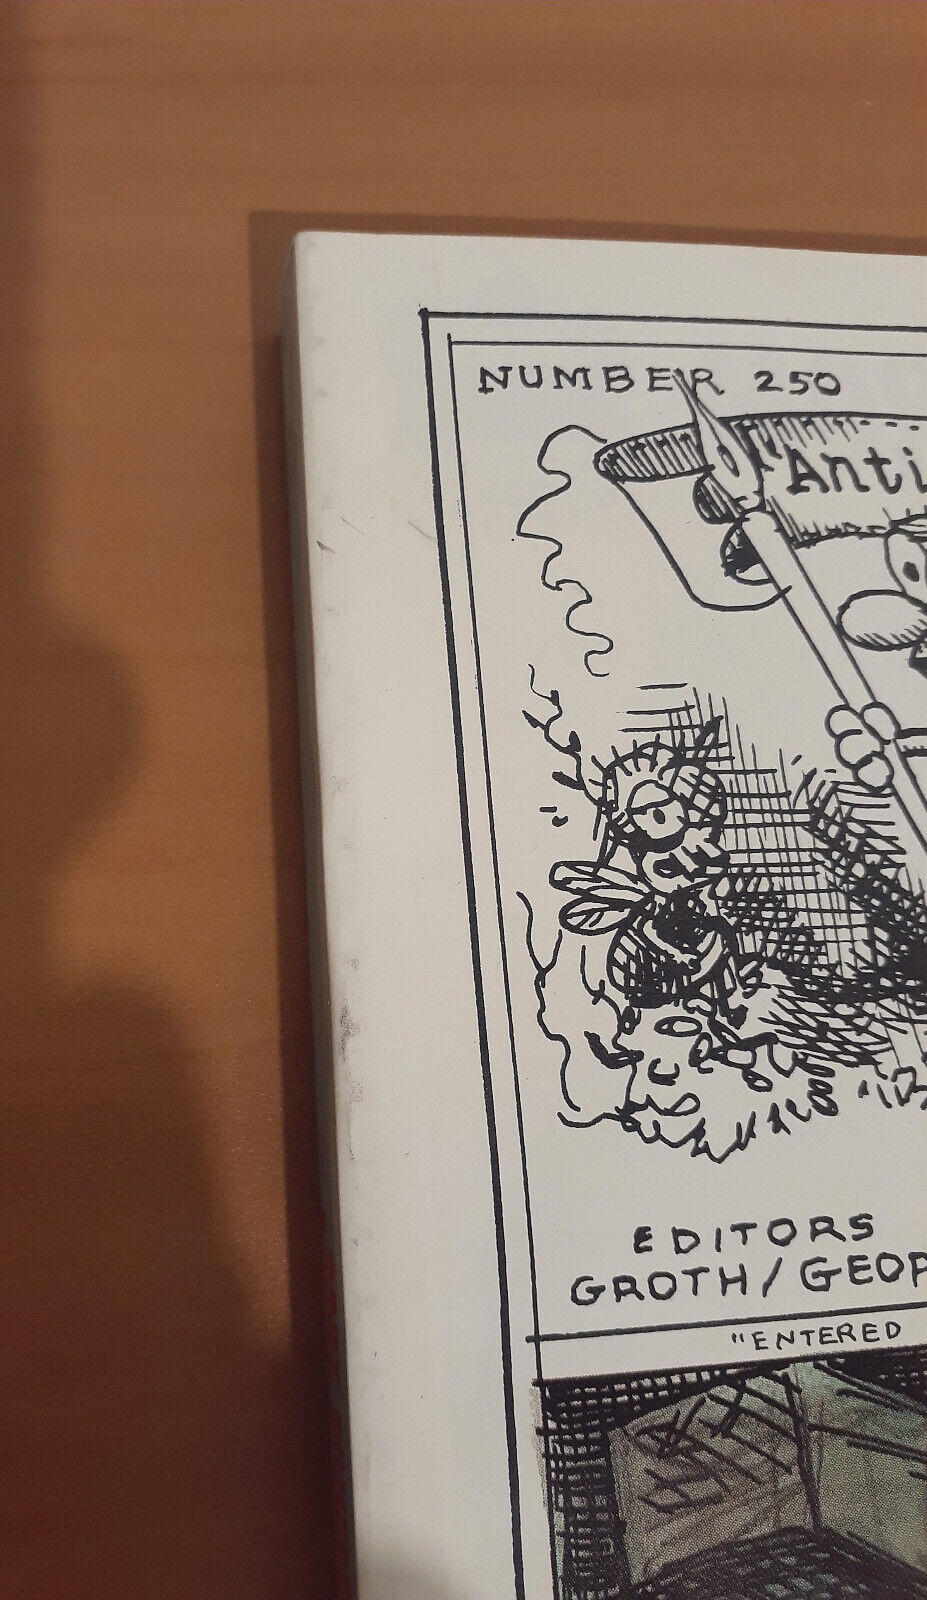 NUMBER 250
"Anti
EDITORS
GROTH/GEOR
"ENTERED